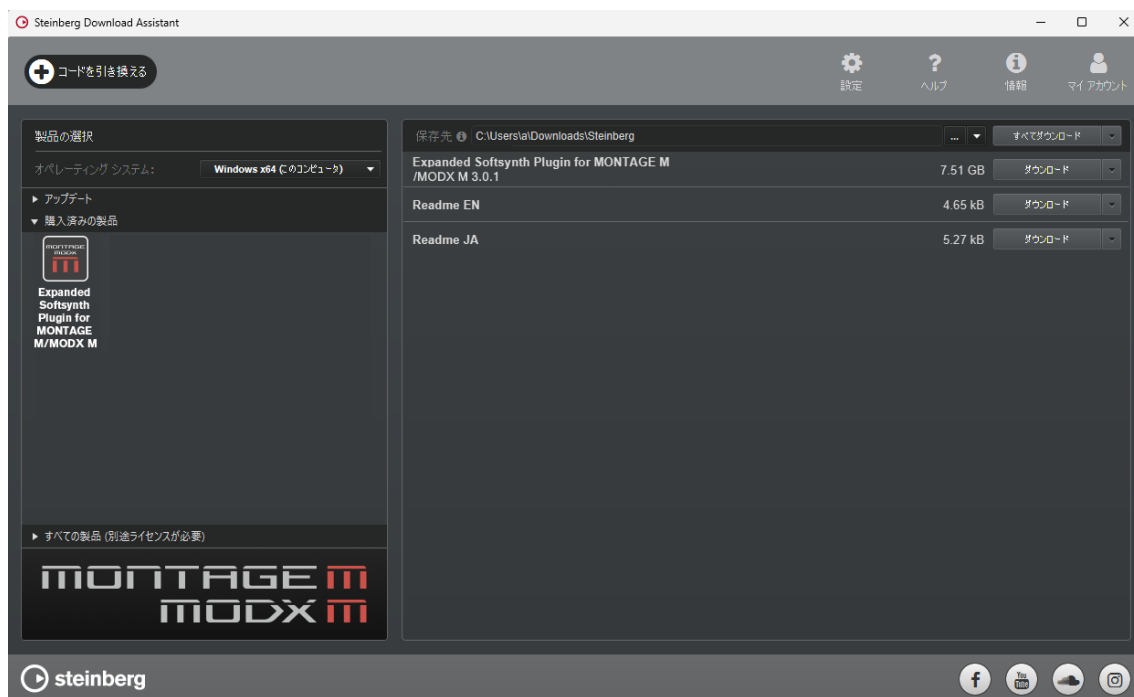 Steinberg Download Assistant
コードを引き換える
設定
ヘルプ
情報
マイ アカウント
製品の選択
オペレーティング システム:
Windows x64 (このコンピュータ)
アップデート
購入済みの製品
MONTAGE
MODX
M
Expanded
Softsynth
Plugin for
MONTAGE
M/MODX M
すべての製品 (別途ライセンスが必要)
MONTAGE M
MODX M
保存先 C:\Users\a\Downloads\Steinberg
...
すべてダウンロード
Expanded Softsynth Plugin for MONTAGE M
/MODX M 3.0.1
7.51 GB
ダウンロード
Readme EN
4.65 kB
ダウンロード
Readme JA
5.27 kB
ダウンロード
steinberg
You
Tube